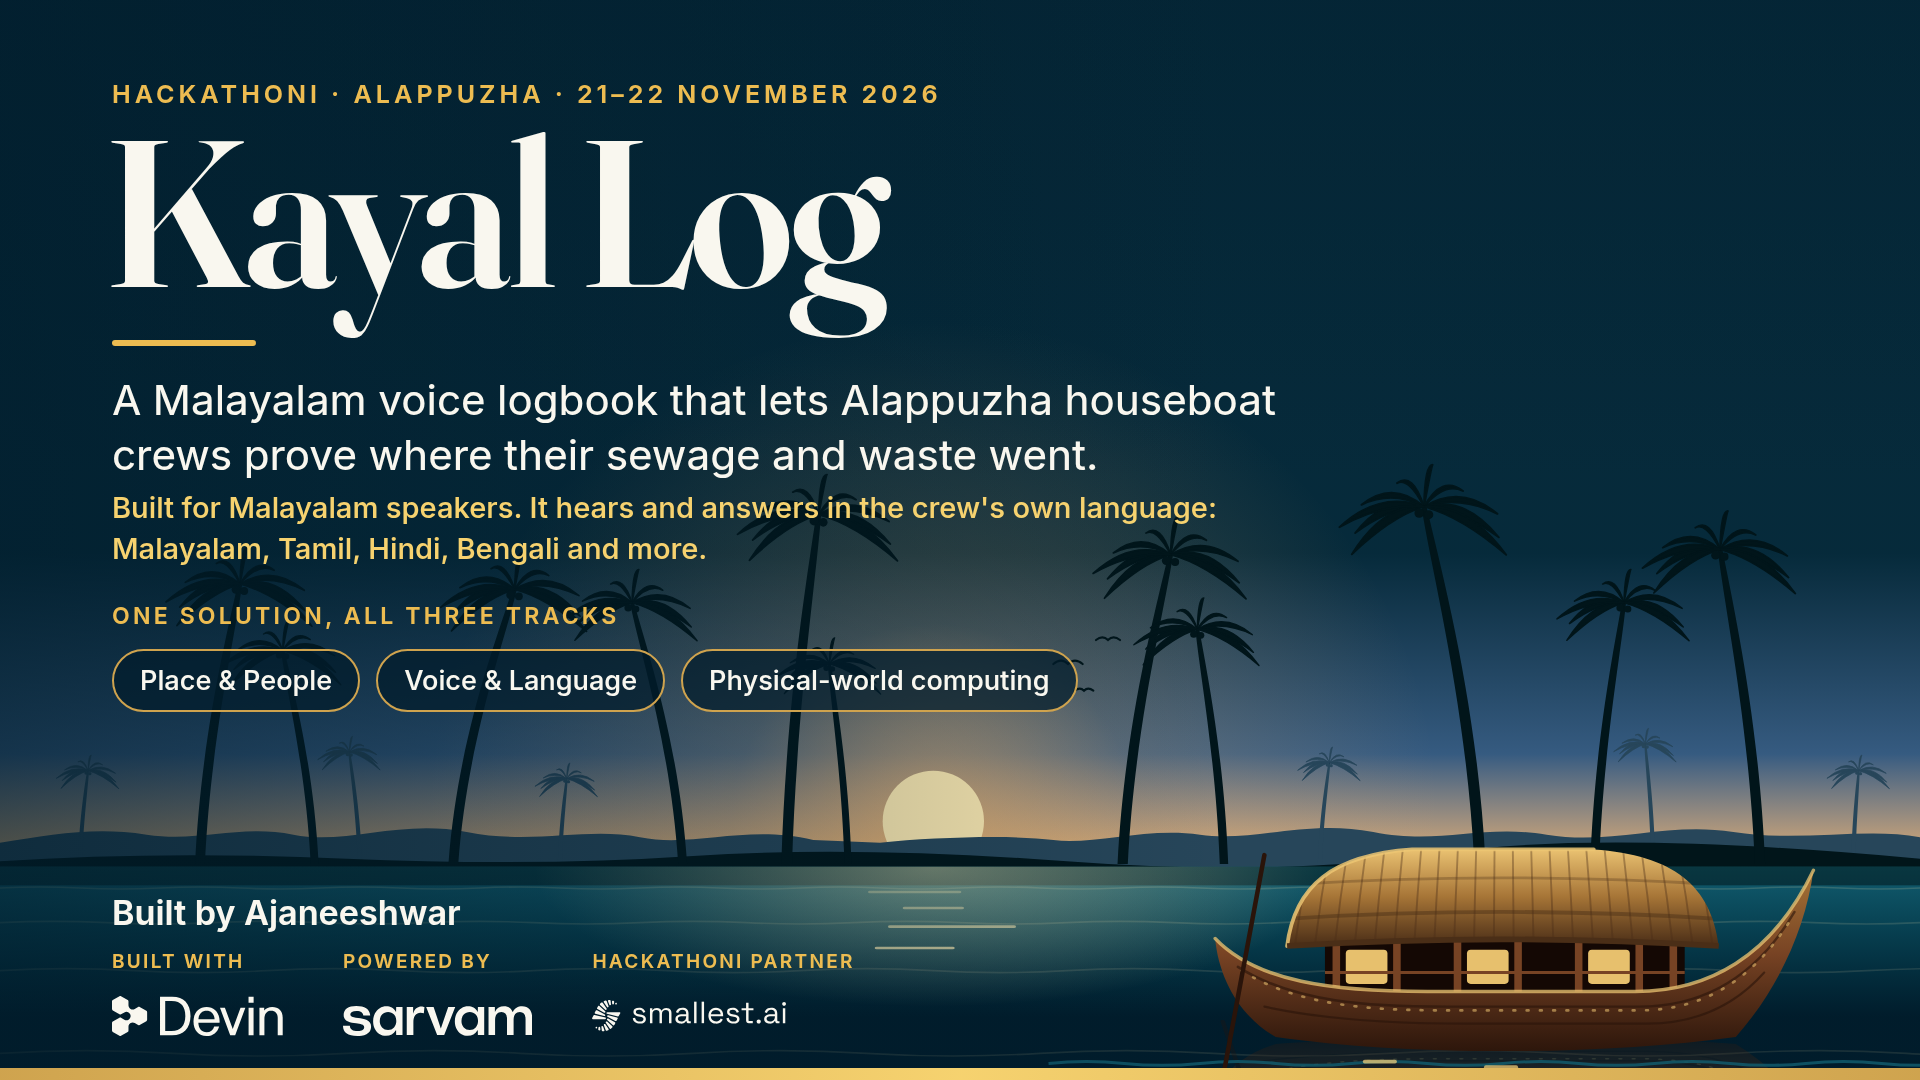 HACKATHONI · ALAPPUZHA · 21–22 NOVEMBER 2026
Kayal Log
A Malayalam voice logbook that lets Alappuzha houseboat
crews prove where their sewage and waste went.
Built for Malayalam speakers. It hears and answers in the crew's own language:
Malayalam, Tamil, Hindi, Bengali and more.
ONE SOLUTION, ALL THREE TRACKS
Place & People
Voice & Language
Physical-world computing
Built by Ajaneeshwar
BUILT WITH
POWERED BY
HACKATHONI PARTNER
Devin
sarvam
smallest.ai